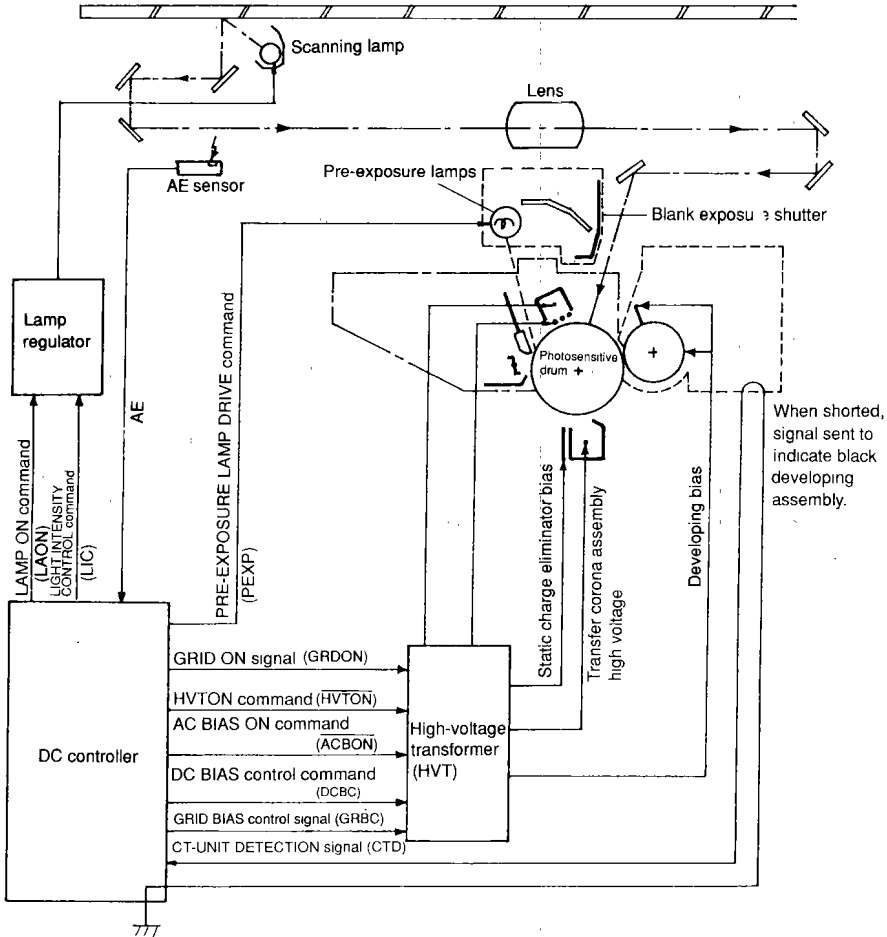 Scanning lamp
Lens
AE sensor
Pre-exposure lamps
Blank exposure shutter
Lamp
regulator
Photosensitive
drum +
+
When shorted,
signal sent to
indicate black
developing
assembly.
AE
PRE-EXPOSURE LAMP DRIVE command
(PEXP)
LAMP ON command
(LAON)
LIGHT INTENSITY
CONTROL command
(LIC)
Static charge eliminator bias
Transfer corona assembly
high voltage
Developing bias
DC controller
GRID ON signal (GRDON)
HVTON command (HVTON)
AC BIAS ON command
(ACBON)
DC BIAS control command
(DCBC)
GRID BIAS control signal (GRBC)
CT-UNIT DETECTION signal (CTD)
High-voltage
transformer
(HVT)